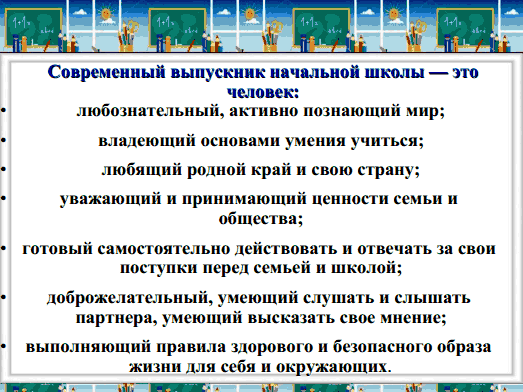 Современный выпускник начальной школы — это
человек:
• любознательный, активно познающий мир;
• владеющий основами умения учиться;
• любящий родной край и свою страну;
• уважающий и принимающий ценности семьи и
общества;
• готовый самостоятельно действовать и отвечать за свои
поступки перед семьей и школой;
• доброжелательный, умеющий слушать и слышать
партнера, умеющий высказать свое мнение;
• выполняющий правила здорового и безопасного образа
жизни для себя и окружающих.